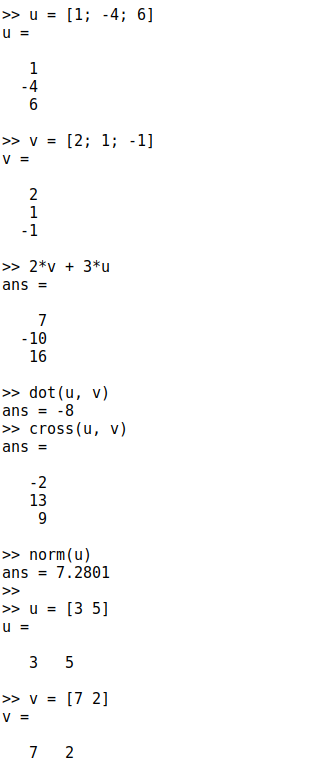 >> u = [1; -4; 6]
u =
1
-4
6
>> v = [2; 1; -1]
v =
2
1
-1
>> 2*v + 3*u
ans =
7
-10
16
>> dot(u, v)
ans = -8
>> cross(u, v)
ans =
-2
13
9
>> norm(u)
ans = 7.2801
>>
>> u = [3 5]
u =
3 5
>> v = [7 2]
v =
7 2